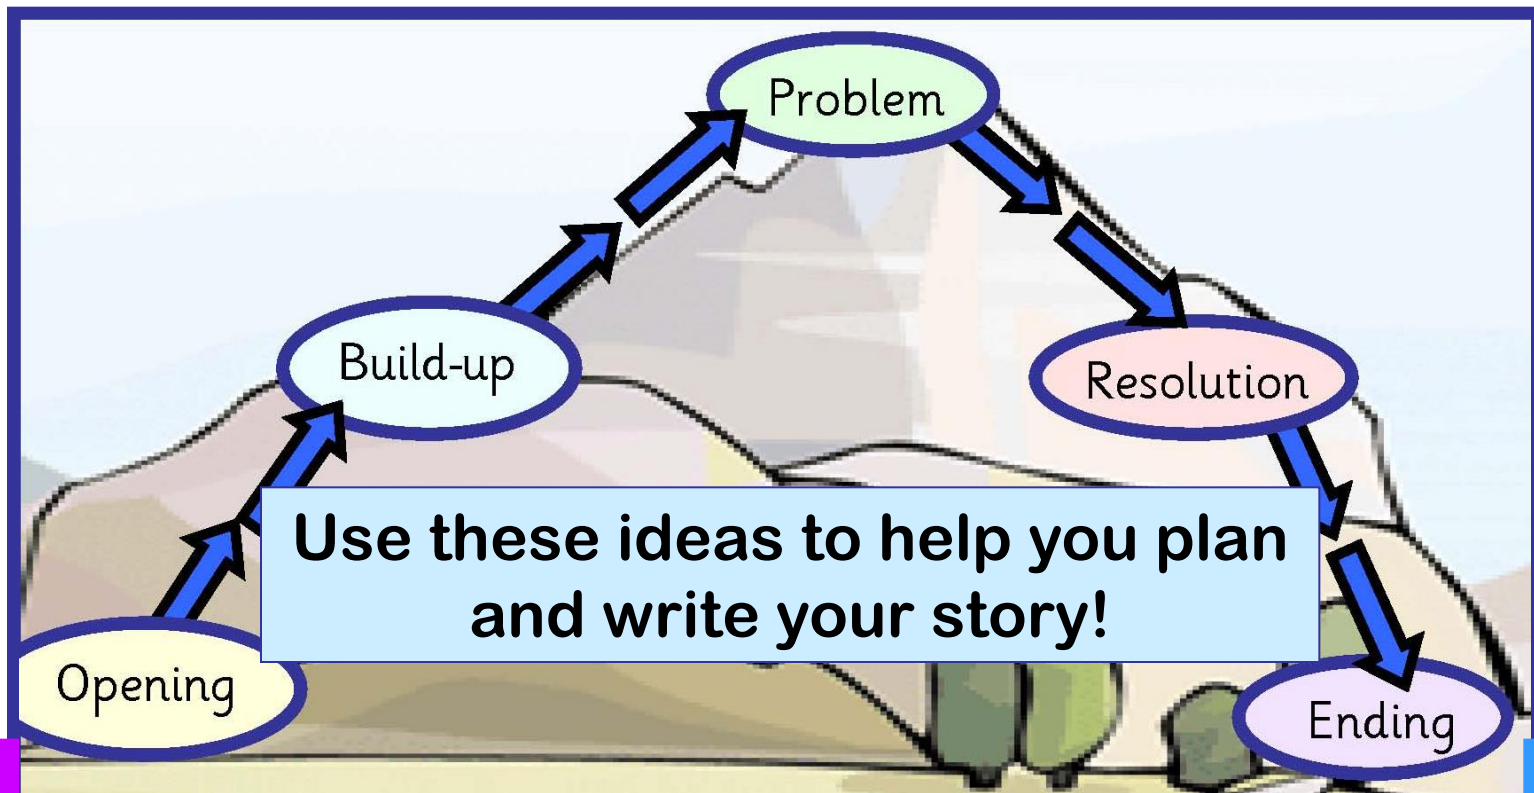 Problem
Build-up
Resolution
Use these ideas to help you plan
and write your story!
Opening
Ending